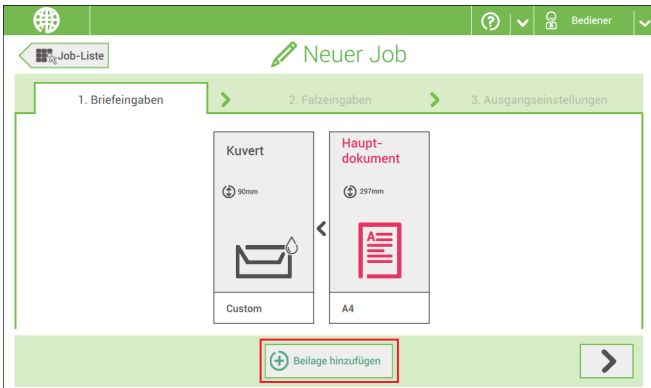 Bediener
Job-Liste
Neuer Job
1. Briefeingaben
2. Falzeingaben
3. Ausgangseinstellungen
Kuvert
90mm
Custom
Haupt-
dokument
297mm
A
A4
Beilage hinzufügen